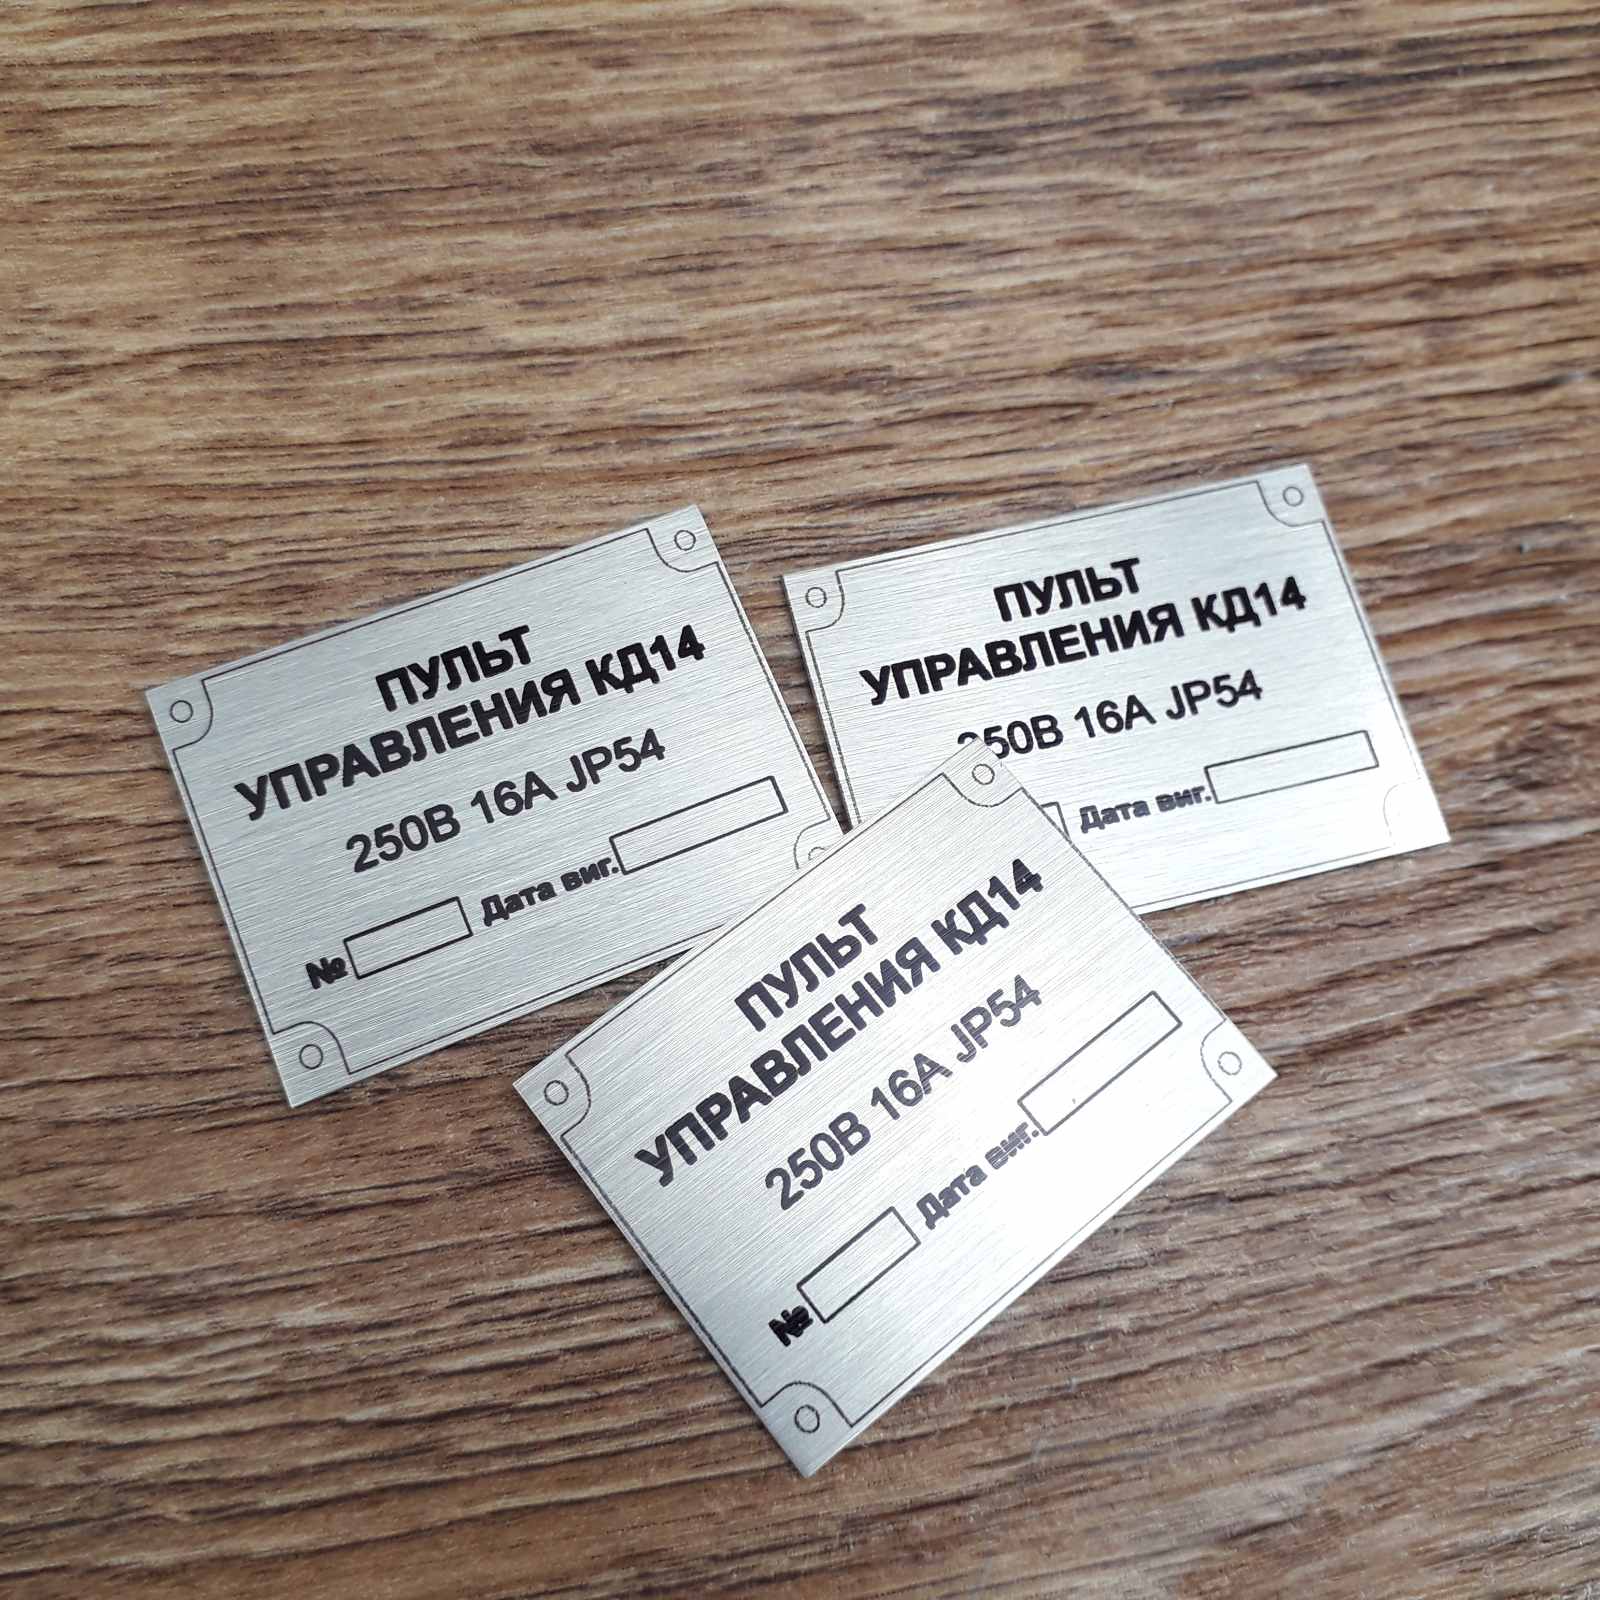 ПУЛЬТ
УПРАВЛЕНИЯ КД14
250В 16А JP54
№ Дата виг.
ПУЛЬТ
УПРАВЛЕНИЯ КД14
250В 16А JP54
Дата виг.
ПУЛЬТ
УПРАВЛЕНИЯ КД14
250В 16А JP54
№ Дата виг.